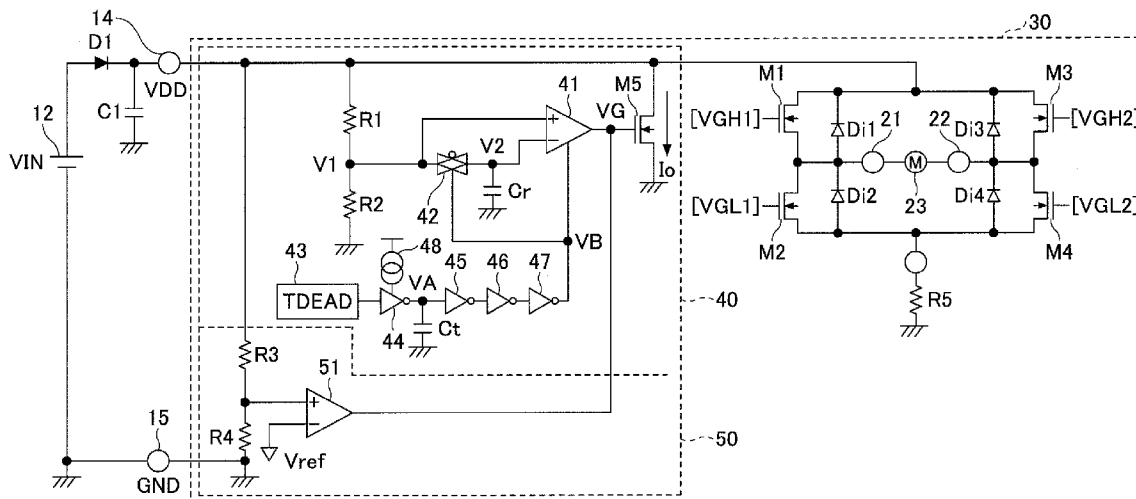 14
D1
VDD
C1
12
VIN
15
GND
30
R1
V1
R2
V2
Cr
42
41
VG
M5
Io
VB
43
TDEAD
48
VA
44
Ct
45
46
47
40
R3
R4
51
Vref
50
M1
[VGH1]
Di1
21
M
23
22
Di3
M3
[VGH2]
[VGL1]
M2
Di2
Di4
[VGL2]
M4
R5